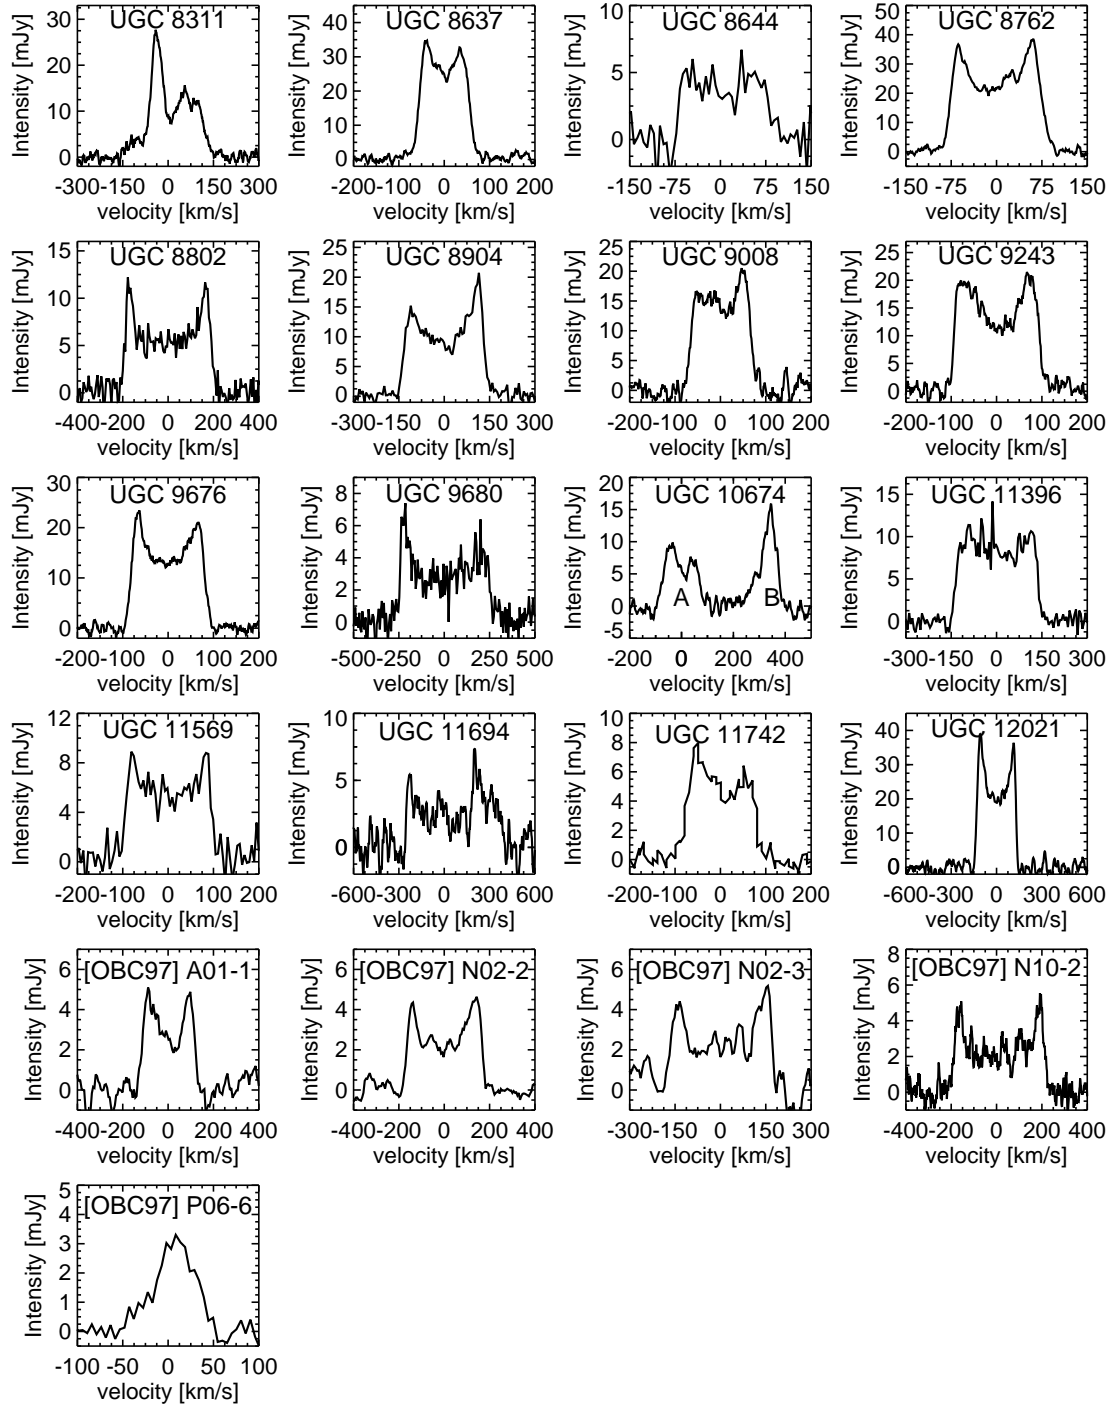 UGC 8311
Intensity [mJy]
30
20
10
0
-300-150 0 150 300
velocity [km/s]
UGC 8637
Intensity [mJy]
40
30
20
10
0
-200-100 0 100 200
velocity [km/s]
UGC 8644
Intensity [mJy]
10
5
0
-150 -75 0 75 150
velocity [km/s]
UGC 8762
Intensity [mJy]
50
40
30
20
10
0
-150 -75 0 75 150
velocity [km/s]
UGC 8802
Intensity [mJy]
15
10
5
0
-400-200 0 200 400
velocity [km/s]
UGC 8904
Intensity [mJy]
25
20
15
10
5
0
-300-150 0 150 300
velocity [km/s]
UGC 9008
Intensity [mJy]
25
20
15
10
5
0
-200-100 0 100 200
velocity [km/s]
UGC 9243
Intensity [mJy]
25
20
15
10
5
0
-200-100 0 100 200
velocity [km/s]
UGC 9676
Intensity [mJy]
30
20
10
0
-200-100 0 100 200
velocity [km/s]
UGC 9680
Intensity [mJy]
8
6
4
2
0
-500-250 0 250 500
velocity [km/s]
UGC 10674
Intensity [mJy]
20
15
10
5
0
-5
A B
-200 0 200 400
velocity [km/s]
UGC 11396
Intensity [mJy]
15
10
5
0
-300-150 0 150 300
velocity [km/s]
UGC 11569
Intensity [mJy]
12
8
4
0
-200-100 0 100 200
velocity [km/s]
UGC 11694
Intensity [mJy]
10
5
0
-600-300 0 300 600
velocity [km/s]
UGC 11742
Intensity [mJy]
10
8
6
4
2
0
-200-100 0 100 200
velocity [km/s]
UGC 12021
Intensity [mJy]
40
30
20
10
0
-600-300 0 300 600
velocity [km/s]
[OBC97] A01-1
Intensity [mJy]
6
4
2
0
-400-200 0 200 400
velocity [km/s]
[OBC97] N02-2
Intensity [mJy]
6
4
2
0
-400-200 0 200 400
velocity [km/s]
[OBC97] N02-3
Intensity [mJy]
6
4
2
0
-300-150 0 150 300
velocity [km/s]
[OBC97] N10-2
Intensity [mJy]
8
6
4
2
0
-400-200 0 200 400
velocity [km/s]
[OBC97] P06-6
Intensity [mJy]
5
4
3
2
1
0
-100 -50 0 50 100
velocity [km/s]